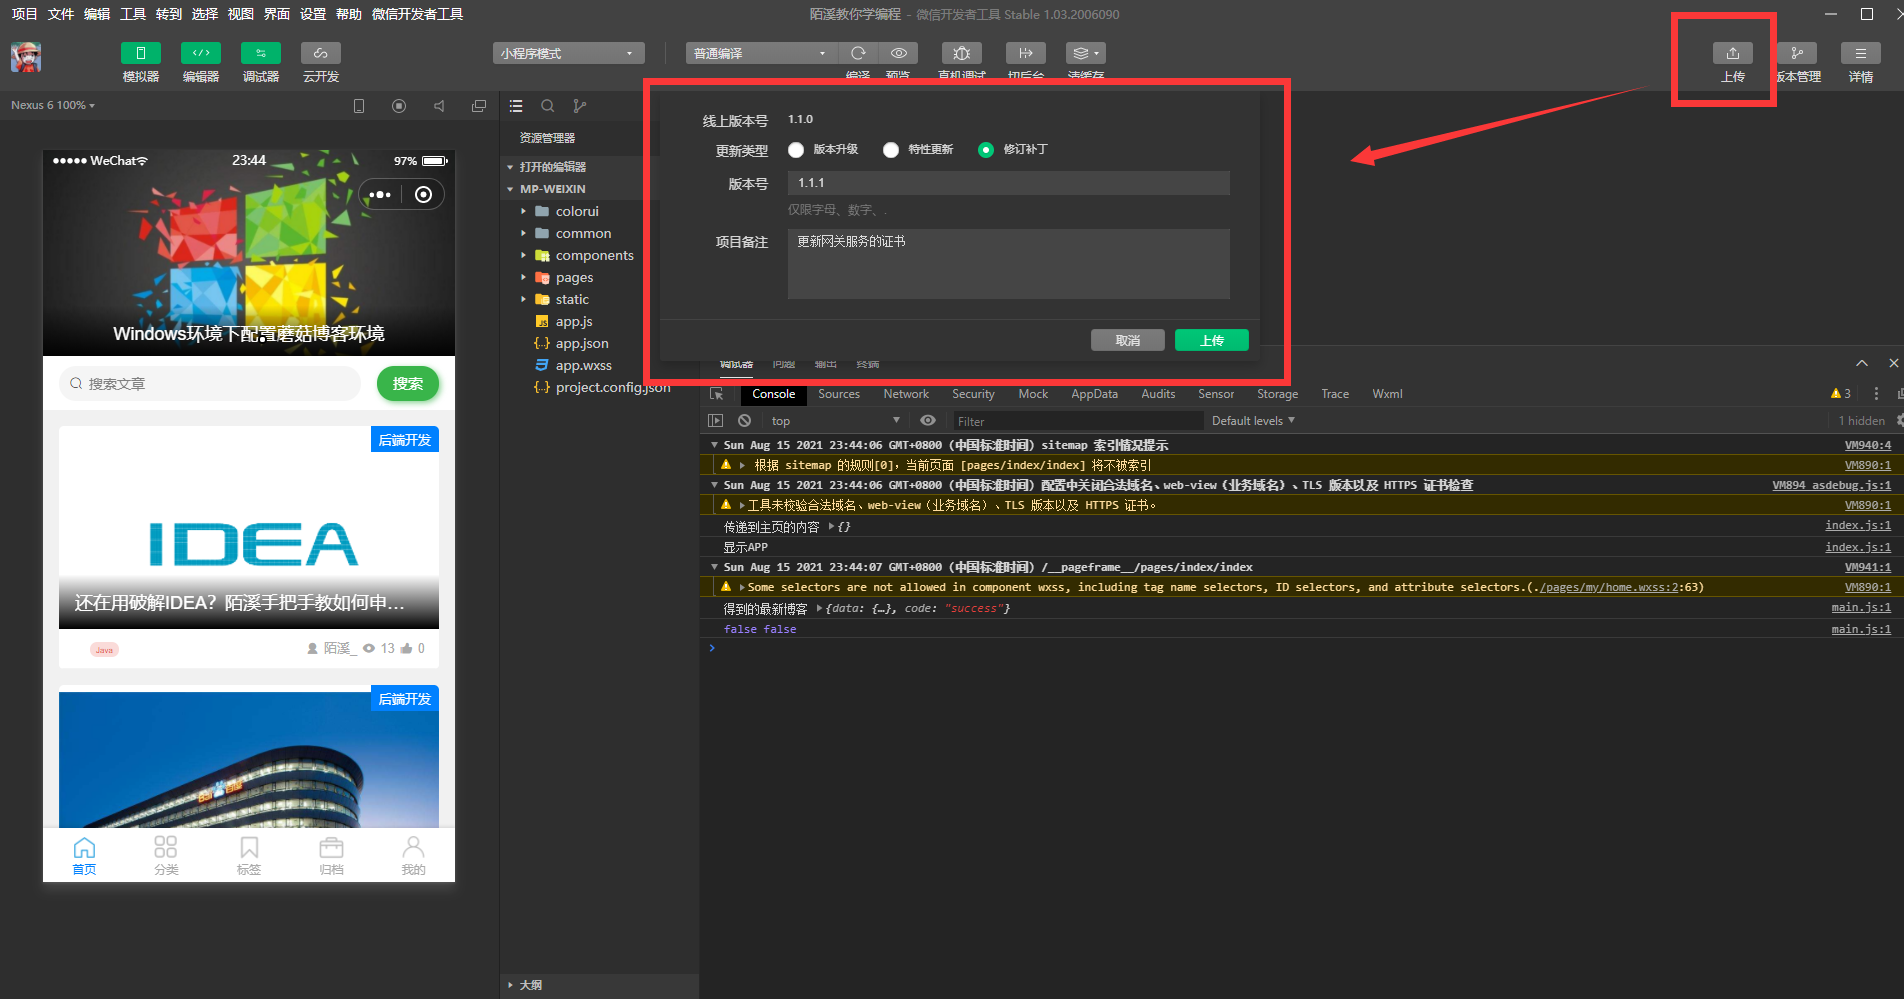 项目 文件 编辑 工具 转到 选择 视图 界面 设置 帮助 微信开发者工具
陌溪教你学编程 - 微信开发者工具 Stable 1.03.2006090
模拟器 编辑器 调试器 云开发
小程序模式
普通编译
编译 预览 真机调试 切后台 清缓存
上传 版本管理 详情
Nexus 6 100%
WeChat 23:44 97%
Windows环境下配置蘑菇博客环境
搜索文章
搜索
后端开发
IDEA
还在用破解IDEA？陌溪手把手教如何申...
Java
陌溪_ 13 0
后端开发
Bai 百度
首页 分类 标签 归档 我的
资源管理器
打开的编辑器
MP-WEIXIN
colorui
common
components
pages
static
app.js
app.json
app.wxss
project.config.json
大纲
线上版本号 1.1.0
更新类型 版本升级 特性更新 修订补丁
版本号 1.1.1
仅限字母、数字、.
项目备注 更新网关服务的证书
取消 上传
调试器 问题 输出 终端
Console Sources Network Security Mock AppData Audits Sensor Storage Trace Wxml 3
top Filter Default levels 1 hidden
Sun Aug 15 2021 23:44:06 GMT+0800 (中国标准时间) sitemap 索引情况提示 VM940:4
根据 sitemap 的规则[0]，当前页面 [pages/index/index] 将不被索引 VM890:1
Sun Aug 15 2021 23:44:06 GMT+0800 (中国标准时间) 配置中关闭合法域名、web-view（业务域名）、TLS 版本以及 HTTPS 证书检查 VM894 asdebug.js:1
工具未校验合法域名、web-view（业务域名）、TLS 版本以及 HTTPS 证书。 VM890:1
传递到主页的内容 {} index.js:1
显示APP index.js:1
Sun Aug 15 2021 23:44:07 GMT+0800 (中国标准时间) /__pageframe__/pages/index/index VM941:1
Some selectors are not allowed in component wxss, including tag name selectors, ID selectors, and attribute selectors.(./pages/my/home.wxss:2:63) VM890:1
得到的最新博客 {data: {…}, code: "success"} main.js:1
false false main.js:1